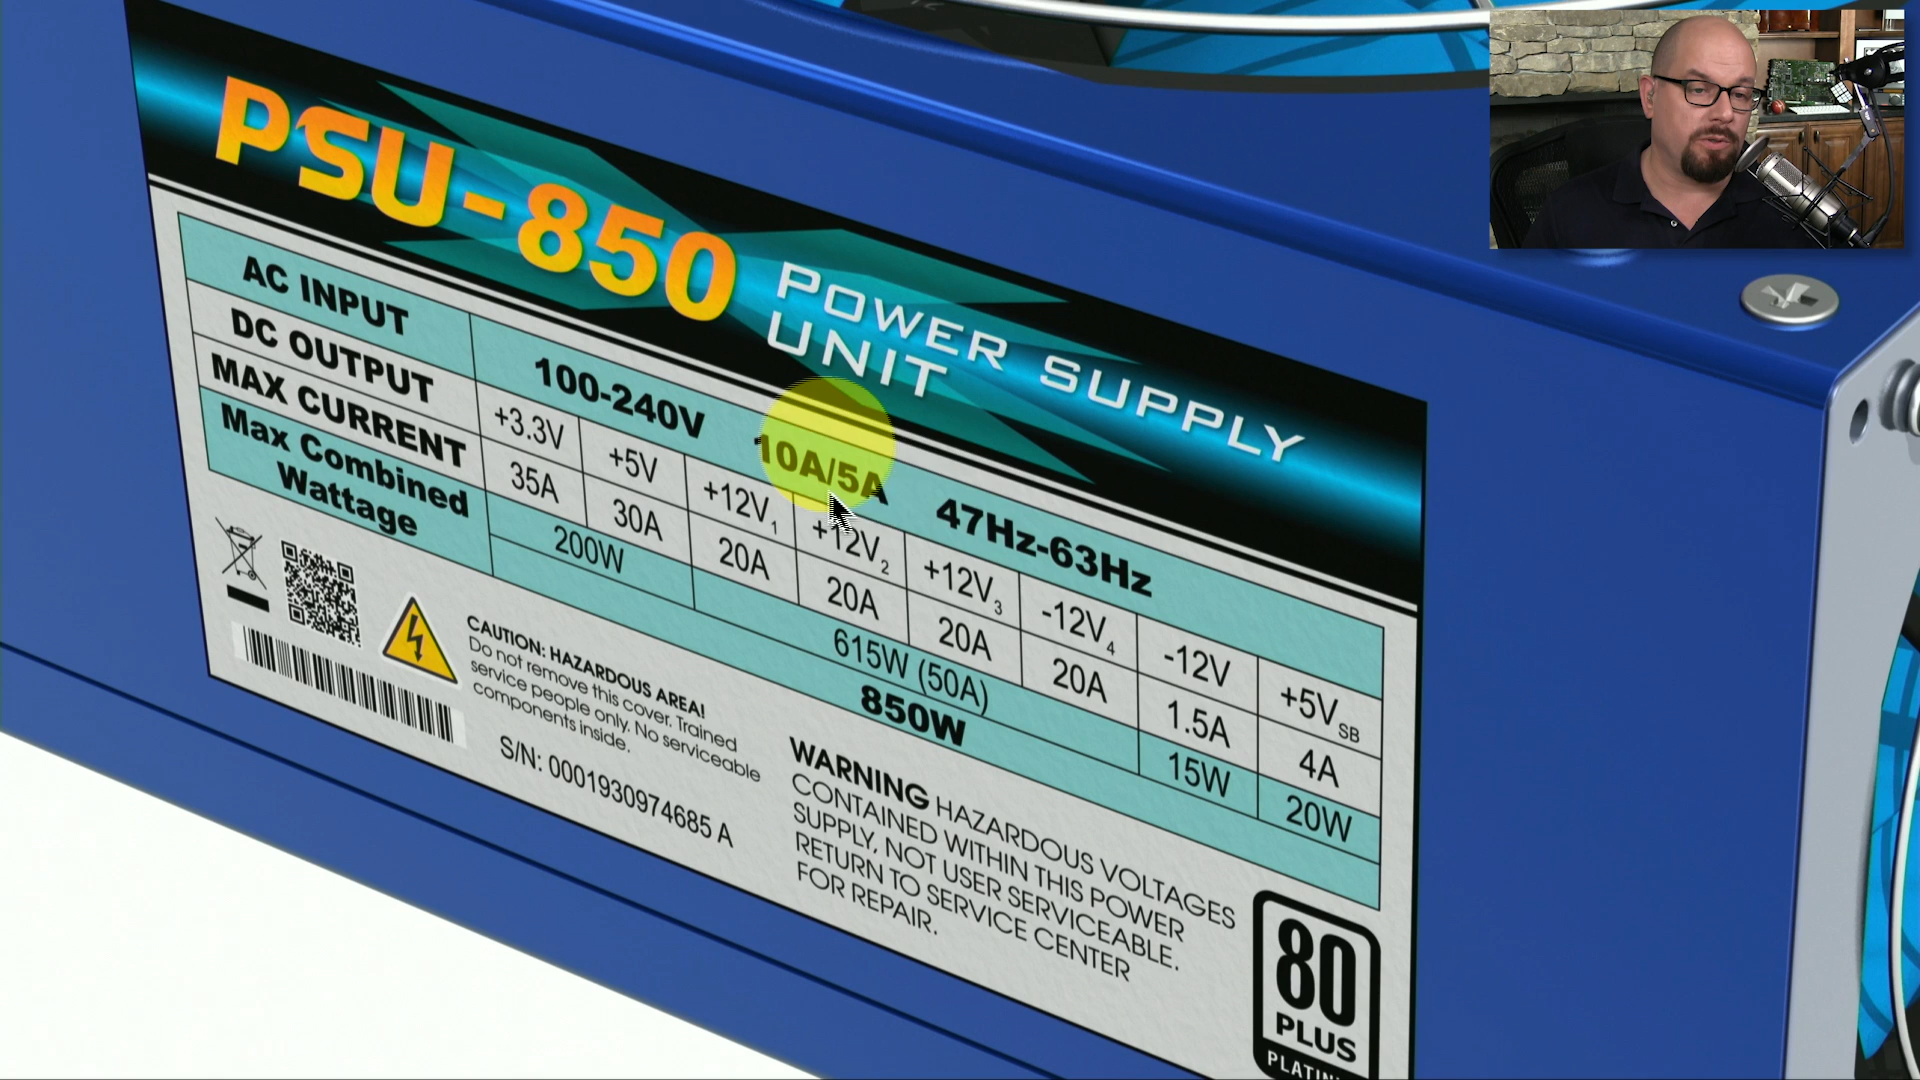 PSU-850
POWER SUPPLY
UNIT
AC INPUT 100-240V 10A/5A 47Hz-63Hz
DC OUTPUT +3.3V +5V +12V₁ +12V₂ +12V₃ -12V₄ -12V +5V SB
MAX CURRENT 35A 30A 20A 20A 20A 20A 1.5A 4A
Max Combined
Wattage
200W 615W (50A) 15W 20W
850W
CAUTION: HAZARDOUS AREA!
Do not remove this cover. Trained
service people only. No serviceable
components inside.
S/N: 0001930974685 A
WARNING HAZARDOUS VOLTAGES
CONTAINED WITHIN THIS POWER
SUPPLY, NOT USER SERVICEABLE.
RETURN TO SERVICE CENTER
FOR REPAIR.
80
PLUS